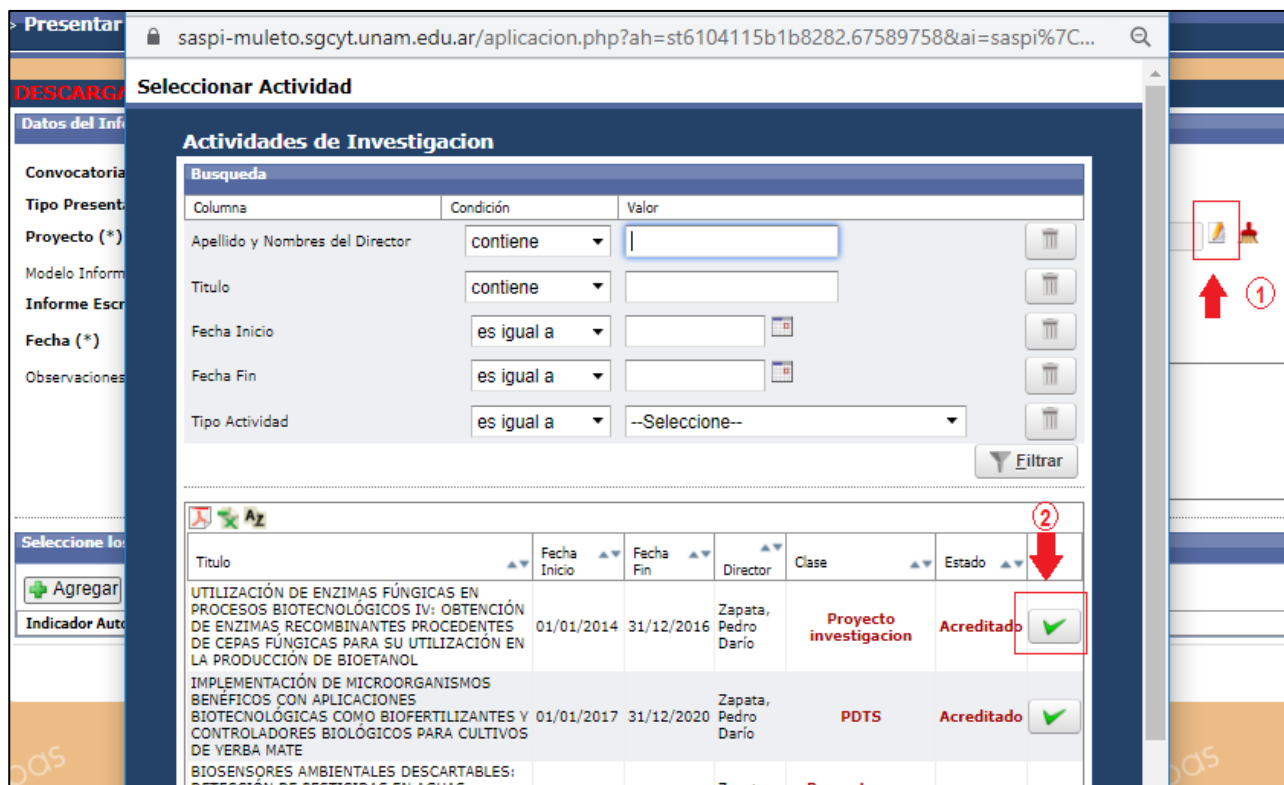 > Presentar
saspi-muleto.sgcyt.unam.edu.ar/aplicacion.php?ah=st6104115b1b8282.67589758&ai=saspi%7C...
DESCARGA
Seleccionar Actividad
Datos del Info
Actividades de Investigacion
Convocatoria
Busqueda
Tipo Presenta
Columna Condición Valor
Proyecto (*)
Apellido y Nombres del Director contiene
Modelo Inform
Titulo contiene
1
Informe Escr
Fecha Inicio es igual a
Fecha (*)
Observaciones
Fecha Fin es igual a
Tipo Actividad es igual a --Seleccione--
Filtrar
AZ
2
Seleccione los
Titulo Fecha Inicio Fecha Fin Director Clase Estado
Agregar
Indicador Auto
UTILIZACIÓN DE ENZIMAS FÚNGICAS EN
PROCESOS BIOTECNOLÓGICOS IV: OBTENCIÓN
DE ENZIMAS RECOMBINANTES PROCEDENTES
DE CEPAS FÚNGICAS PARA SU UTILIZACIÓN EN
LA PRODUCCIÓN DE BIOETANOL
01/01/2014 31/12/2016
Zapata,
Pedro
Darío
Proyecto
investigacion
Acreditado
IMPLEMENTACIÓN DE MICROORGANISMOS
BENÉFICOS CON APLICACIONES
BIOTECNOLÓGICAS COMO BIOFERTILIZANTES Y
CONTROLADORES BIOLÓGICOS PARA CULTIVOS
DE YERBA MATE
01/01/2017 31/12/2020
Zapata,
Pedro
Darío
PDTS
Acreditado
BIOSENSORES AMBIENTALES DESCARTABLES: